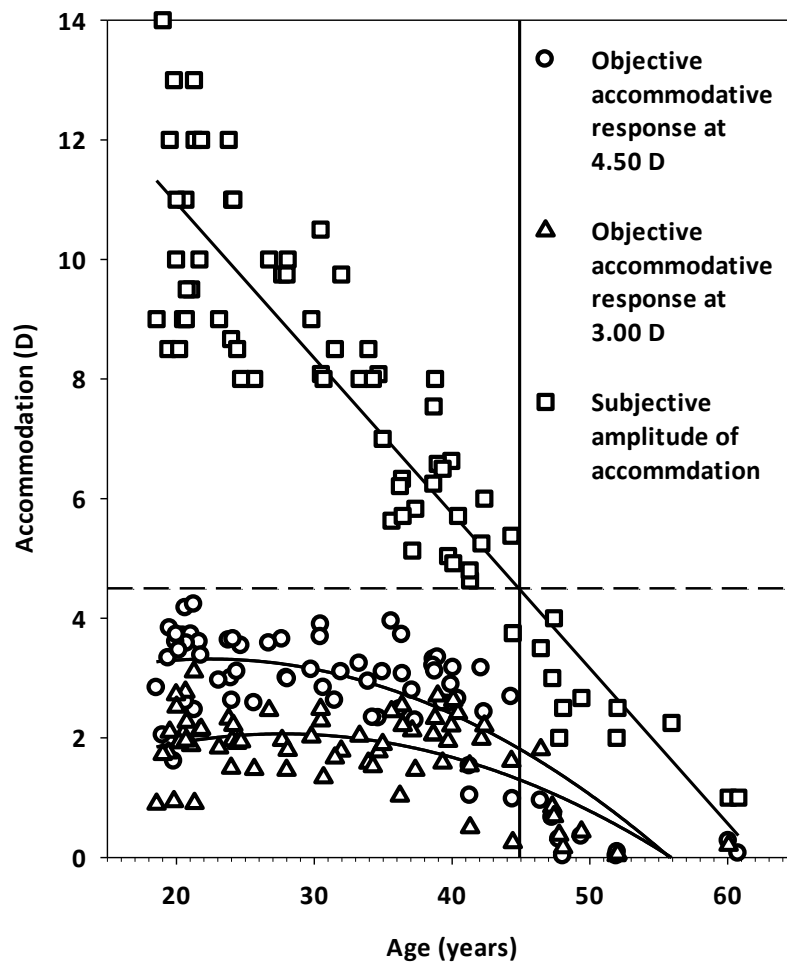 14
12
10
8
6
4
2
0
Accommodation (D)
20
30
40
50
60
Age (years)
Objective
accommodative
response at
4.50 D
Objective
accommodative
response at
3.00 D
Subjective
amplitude of
accommdation